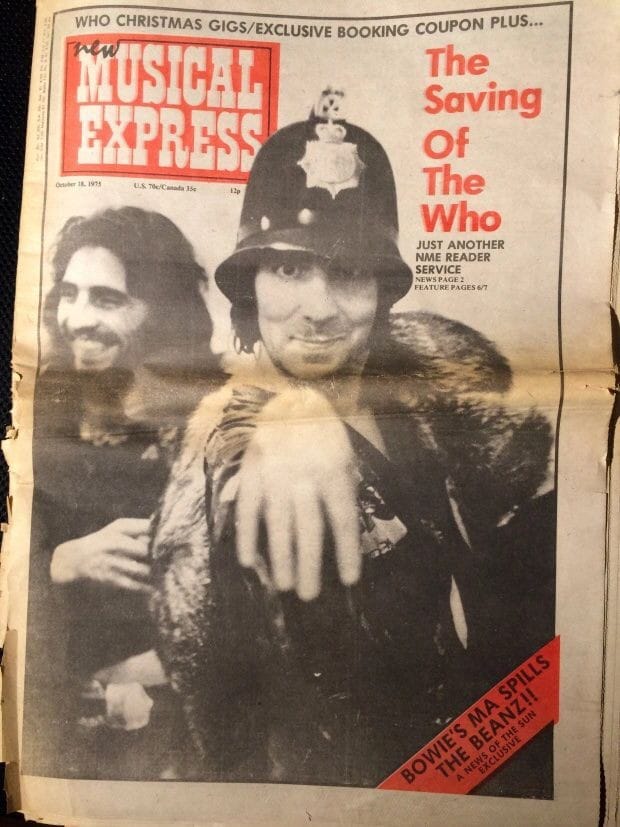 WHO CHRISTMAS GIGS/EXCLUSIVE BOOKING COUPON PLUS...
new
MUSICAL
EXPRESS
October 18, 1975 U.S. 70c/Canada 35c 12p
The
Saving
Of
The
Who
JUST ANOTHER
NME READER
SERVICE
NEWS PAGE 2
FEATURE PAGES 6/7
BOWIE'S MA SPILLS
THE BEANZ!!
A NEWS OF THE SUN
EXCLUSIVE